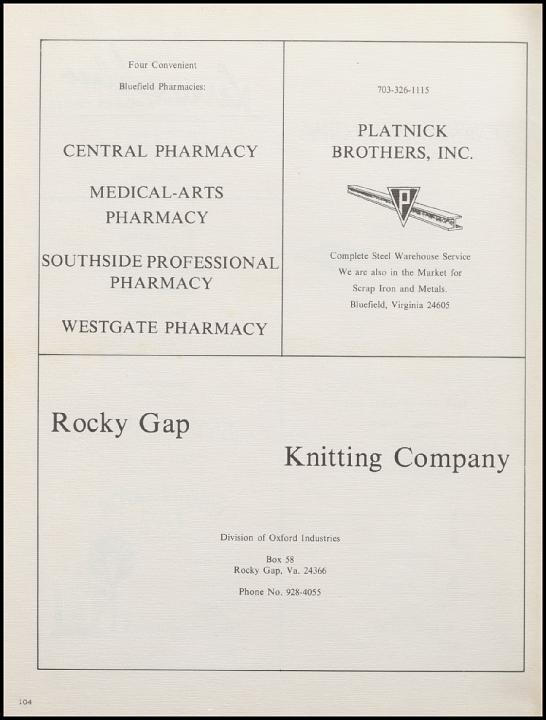 Four Convenient
Bluefield Pharmacies:
CENTRAL PHARMACY
MEDICAL-ARTS
PHARMACY
SOUTHSIDE PROFESSIONAL
PHARMACY
WESTGATE PHARMACY
703-326-1115
PLATNICK
BROTHERS, INC.
P
Complete Steel Warehouse Service
We are also in the Market for
Scrap Iron and Metals.
Bluefield, Virginia 24605
Rocky Gap
Knitting Company
Division of Oxford Industries
Box 58
Rocky Gap, Va. 24366
Phone No. 928-4055
104